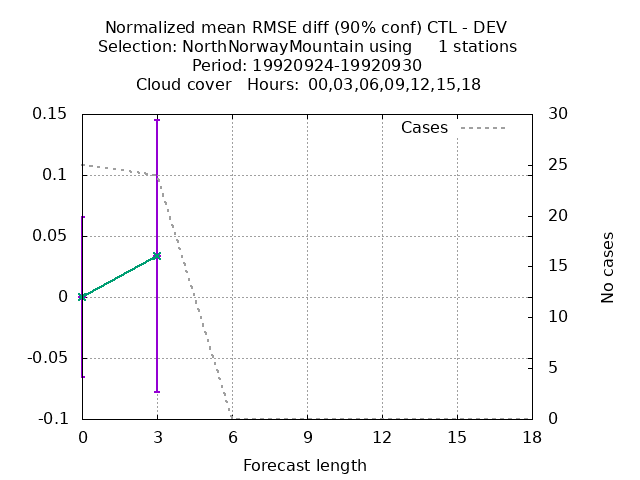 Normalized mean RMSE diff (90% conf) CTL - DEV
Selection: NorthNorwayMountain using 1 stations
Period: 19920924-19920930
Cloud cover Hours: 00,03,06,09,12,15,18
0.15
0.1
0.05
0
-0.05
-0.1
Cases
30
25
20
15
10
5
0
No cases
0 3 6 9 12 15 18
Forecast length